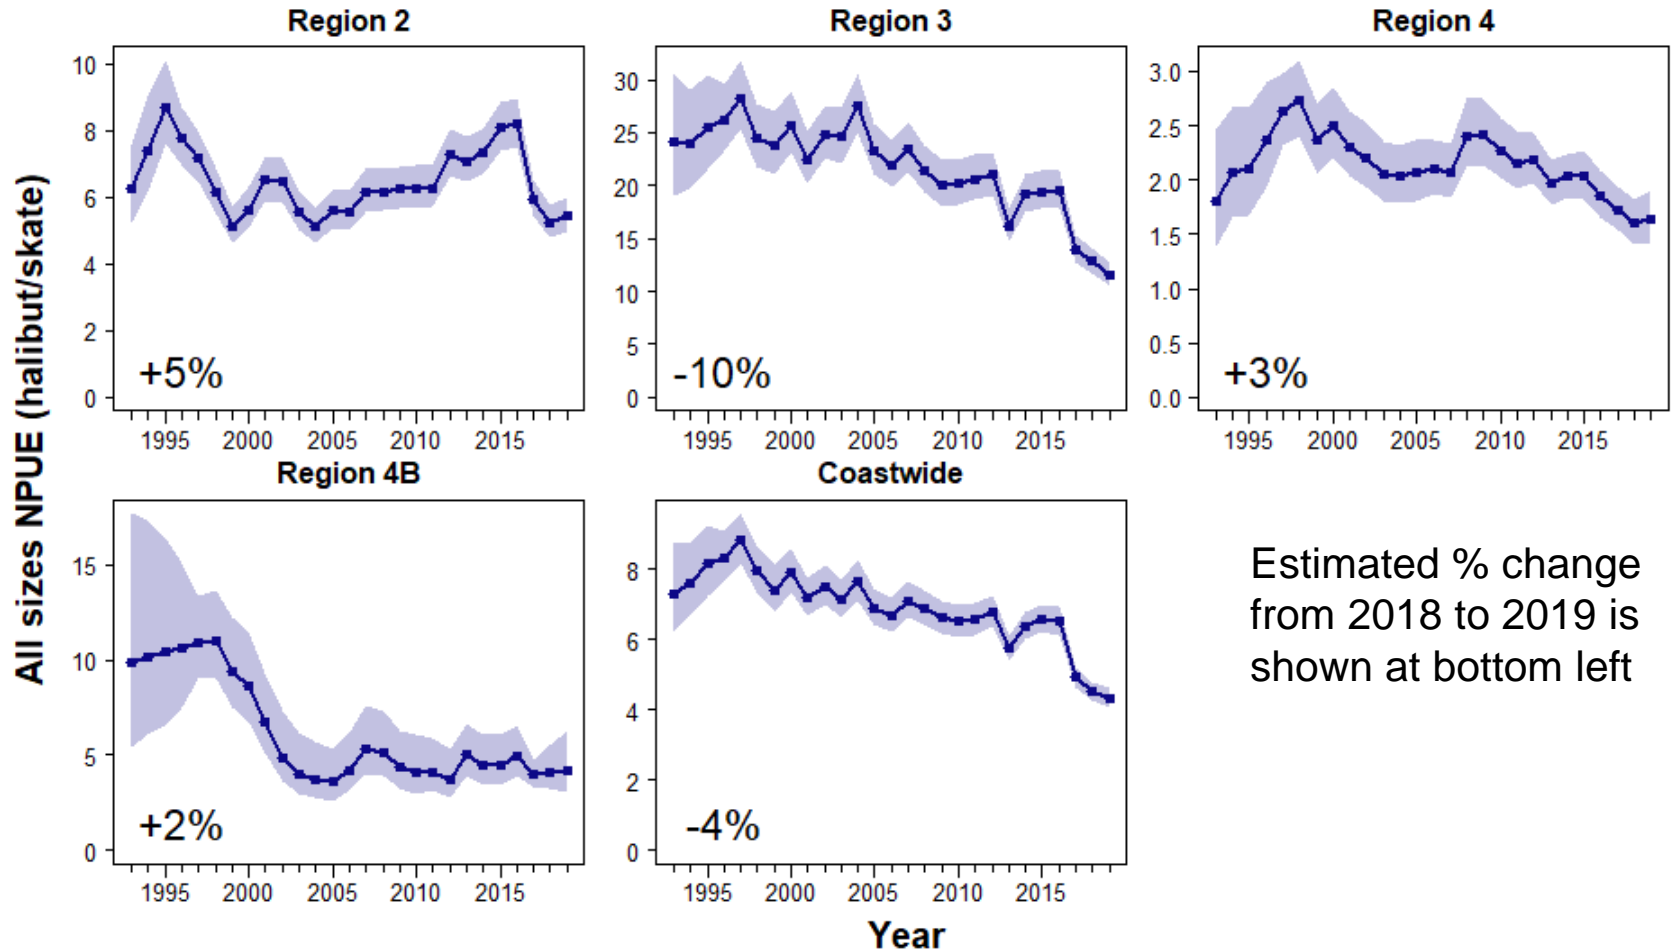 Region 2
Region 3
Region 4
All sizes NPUE (halibut/skate)
10
8
6
4
2
0
+5%
1995 2000 2005 2010 2015
30
25
20
15
10
5
0
-10%
1995 2000 2005 2010 2015
3.0
2.5
2.0
1.5
1.0
0.5
0.0
+3%
1995 2000 2005 2010 2015
Region 4B
Coastwide
15
10
5
0
+2%
1995 2000 2005 2010 2015
8
6
4
2
0
-4%
1995 2000 2005 2010 2015
Year
Estimated % change
from 2018 to 2019 is
shown at bottom left